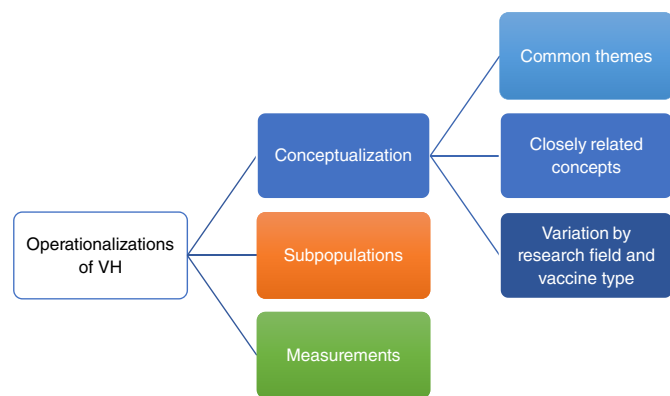 Operationalizations
of VH
Conceptualization
Subpopulations
Measurements
Common themes
Closely related
concepts
Variation by
research field and
vaccine type